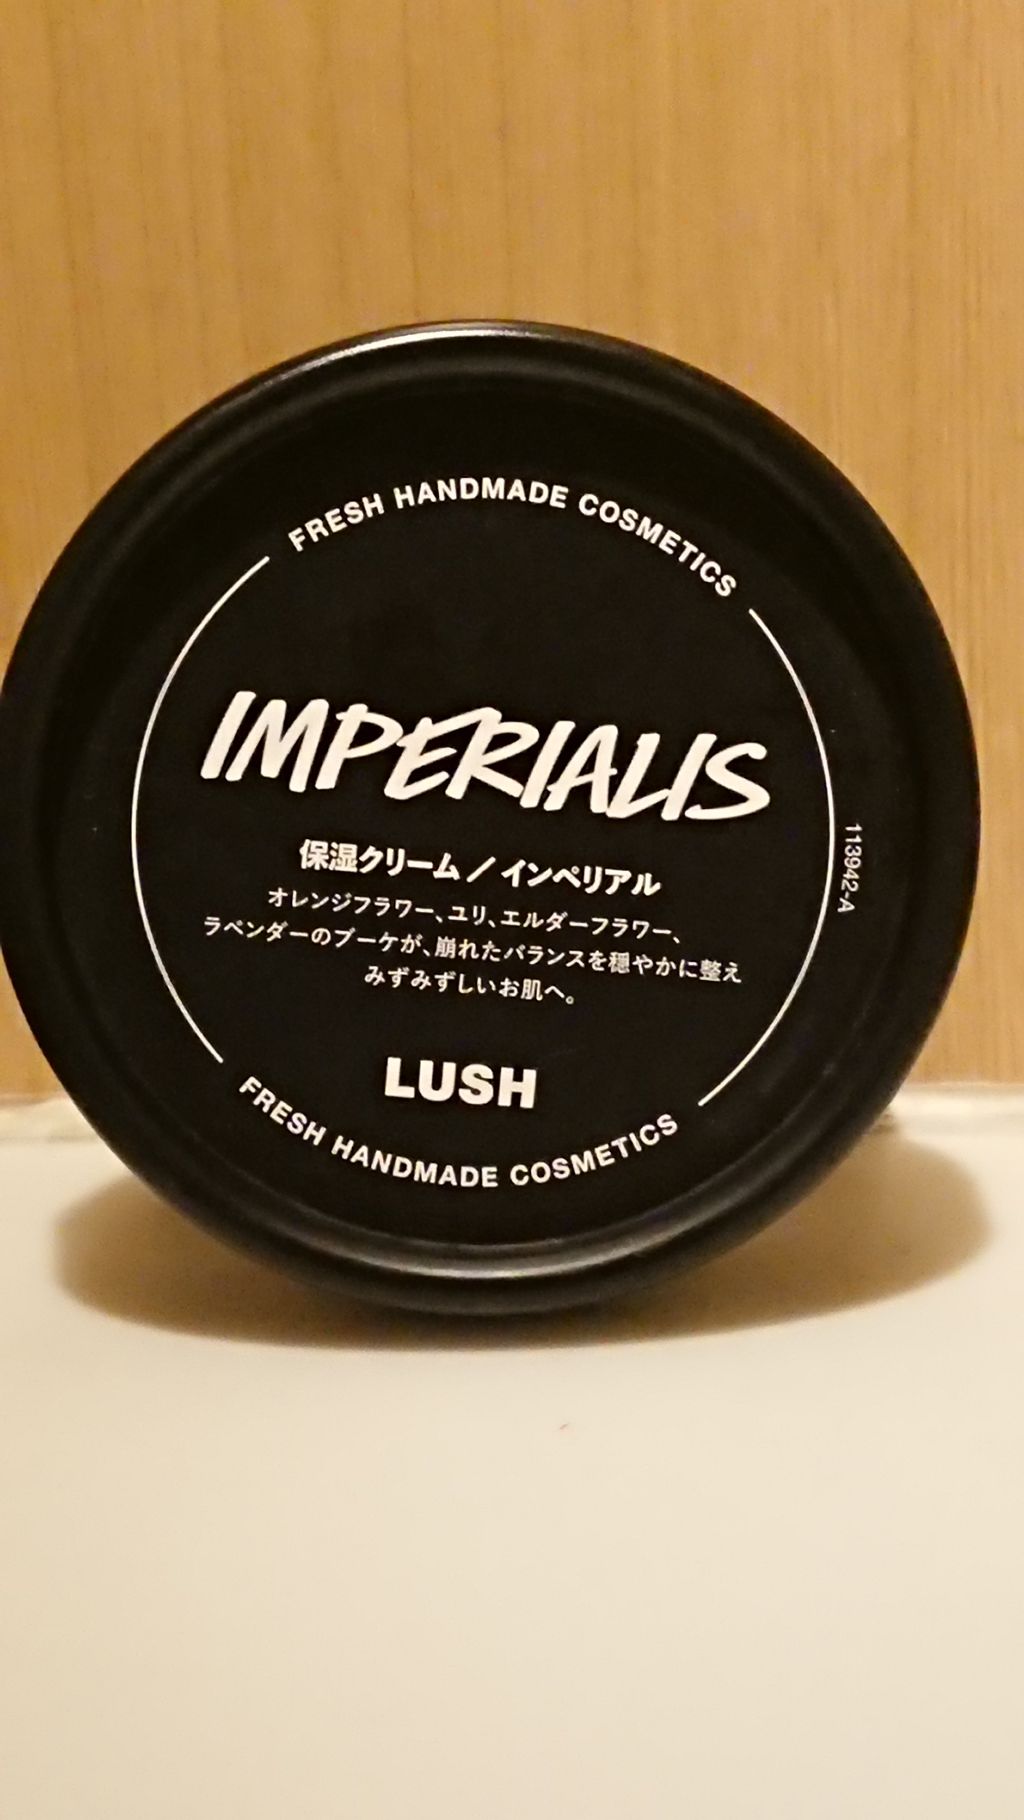 FRESH HANDMADE COSMETICS
IMPERIALIS
保湿クリーム／インペリアル
オレンジフラワー、ユリ、エルダーフラワー、
ラベンダーのブーケが、崩れたバランスを穏やかに整え
みずみずしいお肌へ。
113942-A
LUSH
FRESH HANDMADE COSMETICS